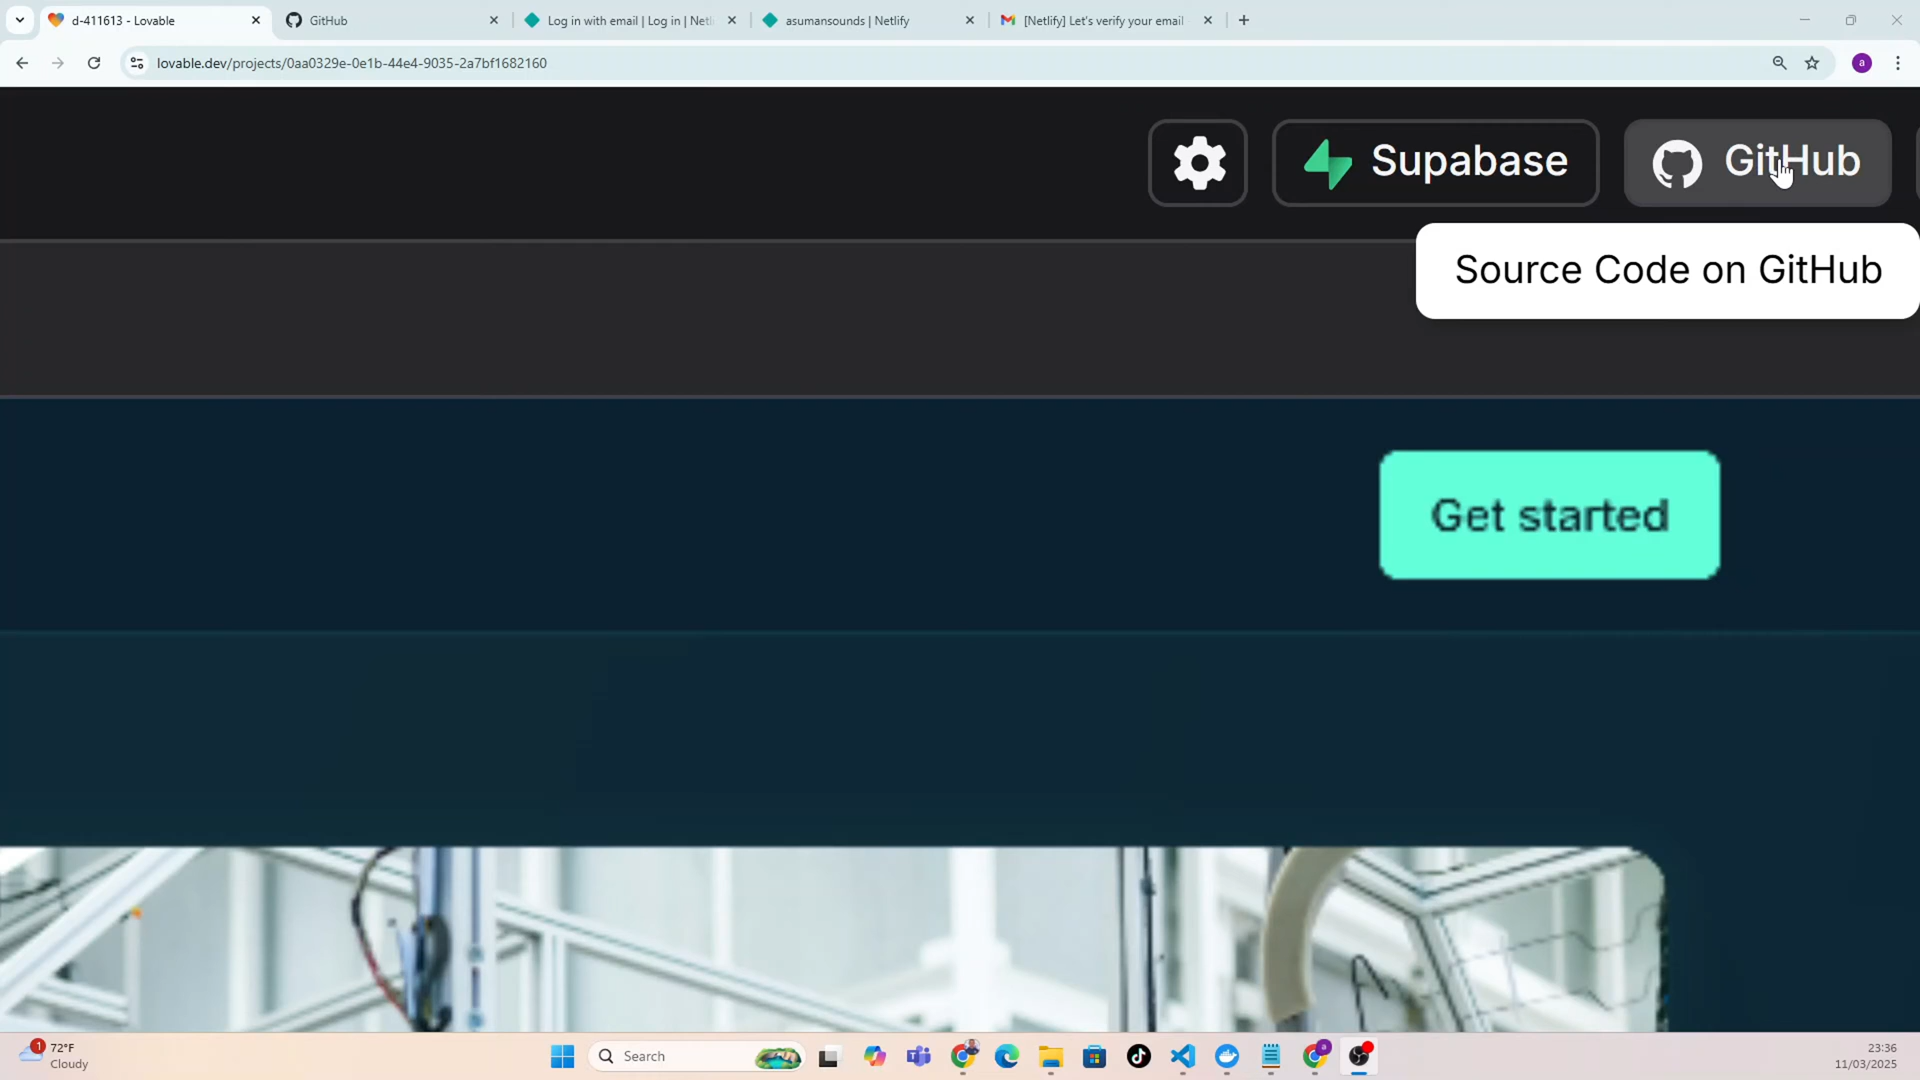 d-411613 - Lovable
GitHub
Log in with email | Log in | Netl
asumansounds | Netlify
[Netlify] Let's verify your email
lovable.dev/projects/0aa0329e-0e1b-44e4-9035-2a7bf1682160
a
Supabase
GitHub
Source Code on GitHub
Get started
1
72°F
Cloudy
Search
a
23:36
11/03/2025